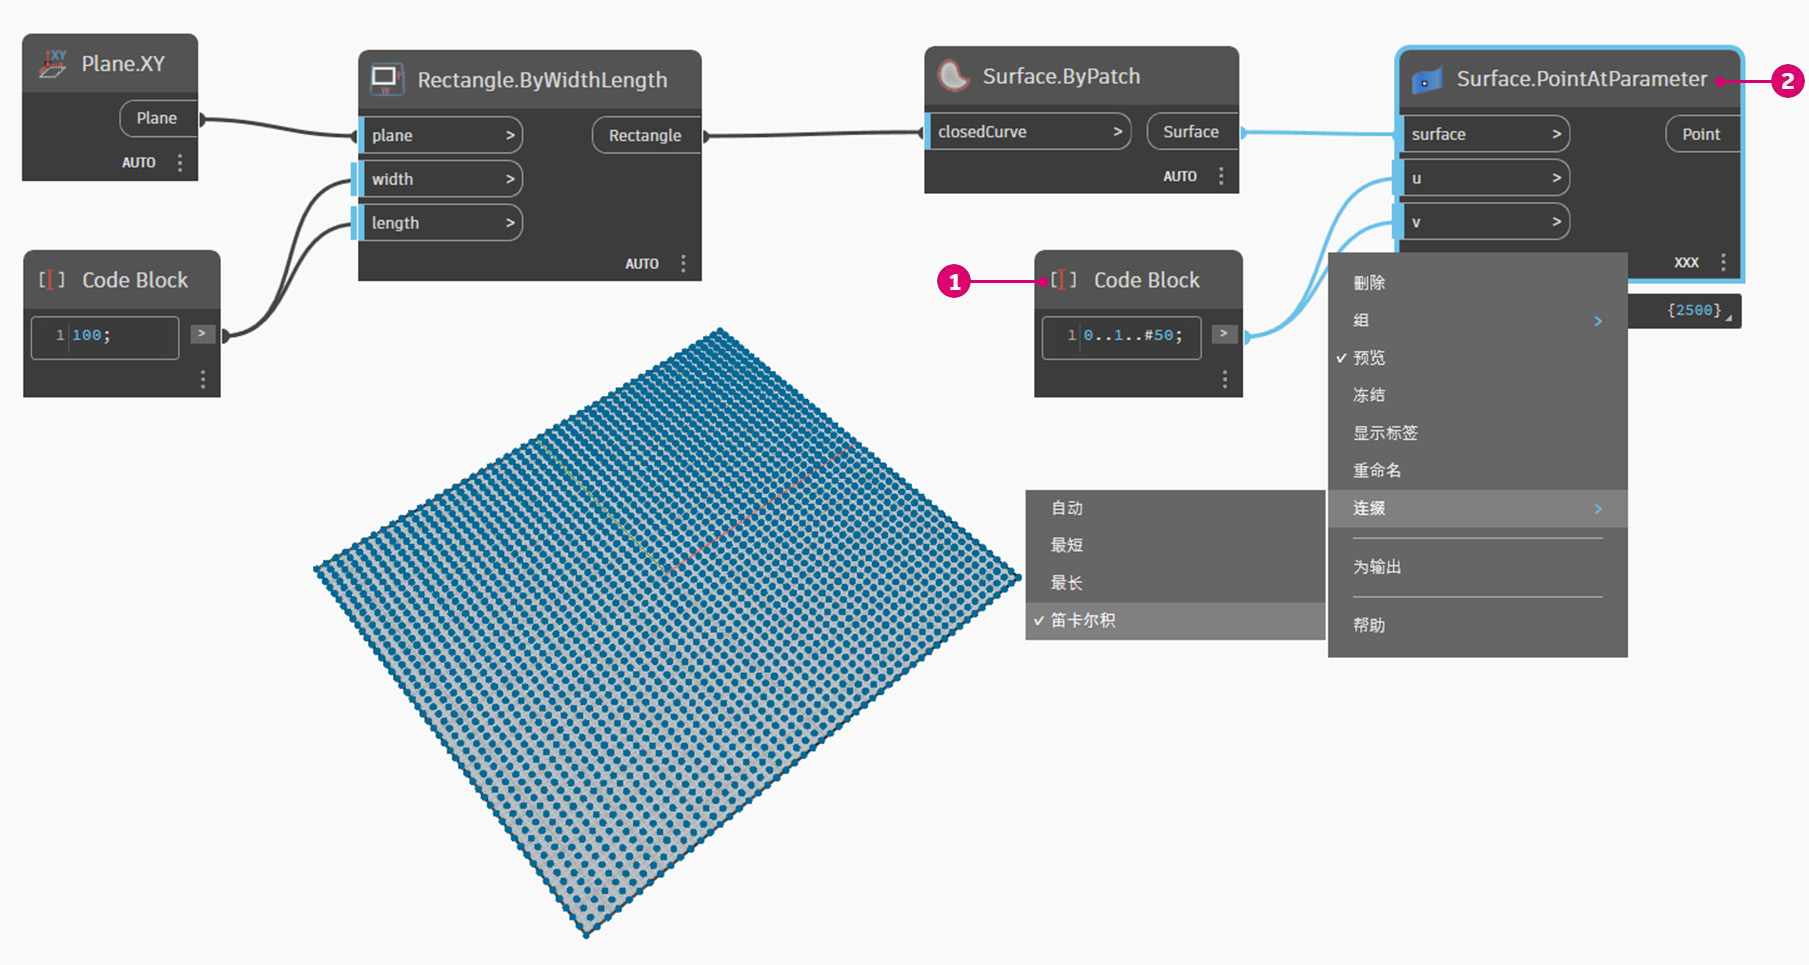 Plane.XY
Plane
AUTO
Code Block
1 100;
>
Rectangle.ByWidthLength
plane >
Rectangle
width >
length >
AUTO
Surface.ByPatch
closedCurve >
Surface
AUTO
1
Code Block
1 0..1..#50;
>
Surface.PointAtParameter
2
surface >
Point
u >
v >
XXX
{2500}
删除
组 >
✓ 预览
冻结
显示标签
重命名
连缀 >
为输出
帮助
自动
最短
最长
✓ 笛卡尔积